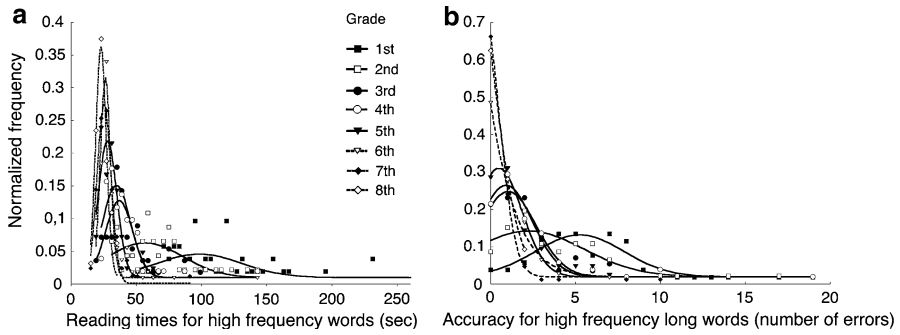 a
b
Normalized frequency
0.4
0.35
0.3
0.25
0.2
0.15
0,1
0.05
0
0
50
100
150
200
250
Reading times for high frequency words (sec)
Grade
1st
2nd
3rd
4th
5th
6th
7th
8th
0.7
0.6
0.5
0.4
0.3
0.2
0.1
0
0
5
10
15
20
Accuracy for high frequency long words (number of errors)